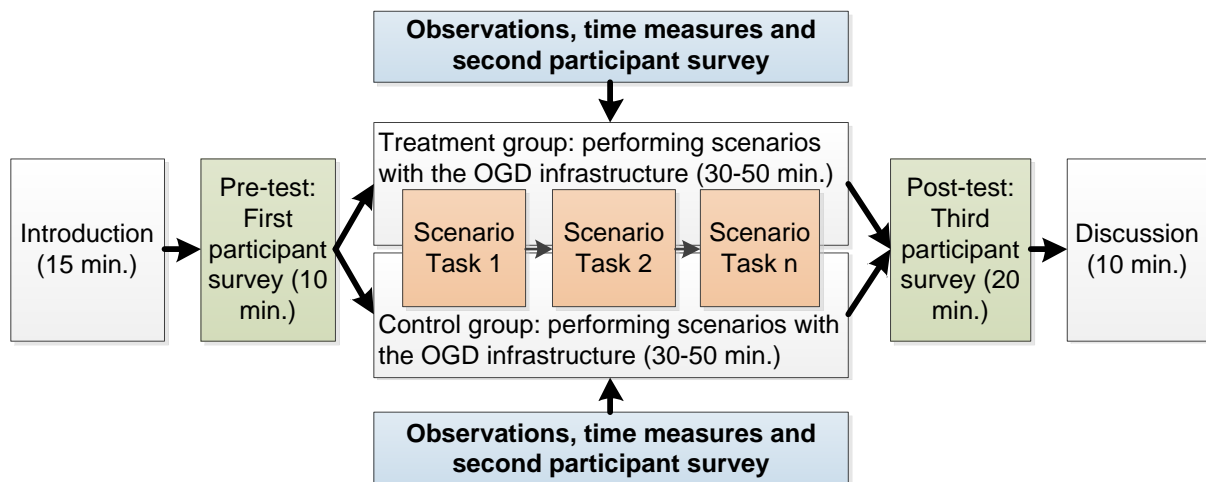 Observations, time measures and
second participant survey
Introduction
(15 min.)
Pre-test:
First
participant
survey (10
min.)
Treatment group: performing scenarios
with the OGD infrastructure (30-50 min.)
Scenario
Task 1
Scenario
Task 2
Scenario
Task n
Control group: performing scenarios with
the OGD infrastructure (30-50 min.)
Post-test:
Third
participant
survey (20
min.)
Discussion
(10 min.)
Observations, time measures and
second participant survey